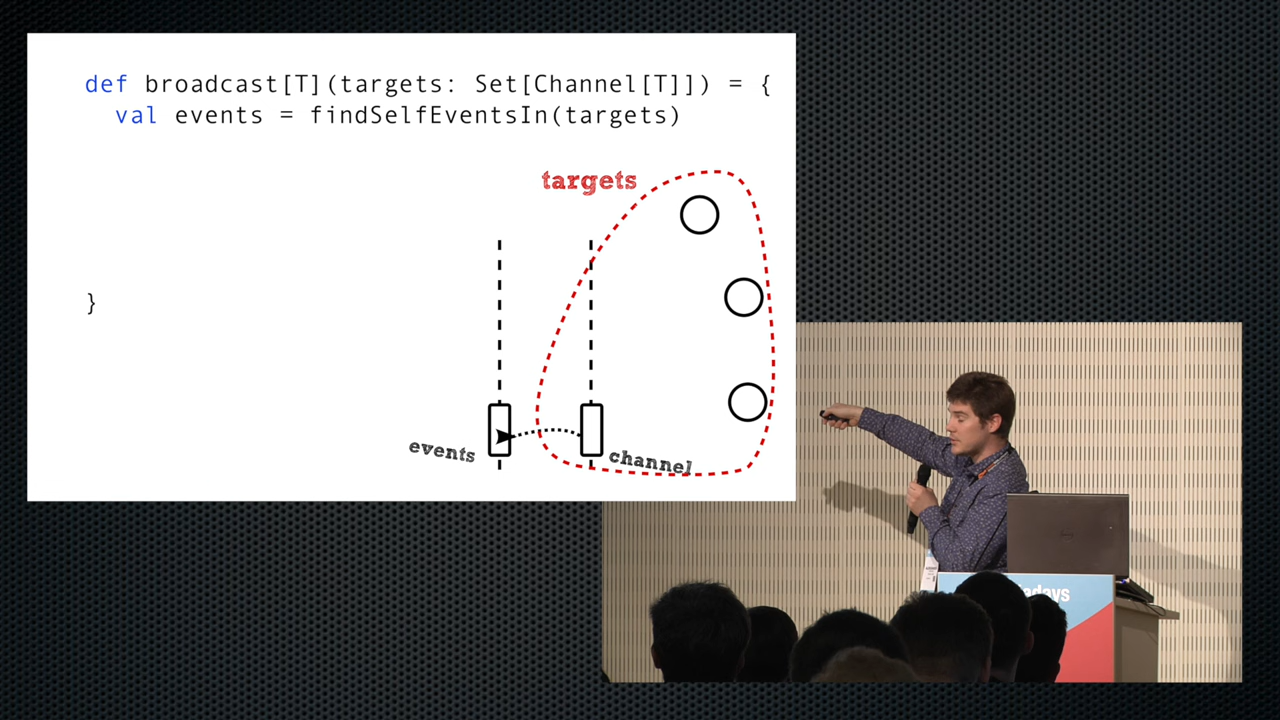 def broadcast[T](targets: Set[Channel[T]]) = {
val events = findSelfEventsIn(targets)
targets
}
events
channel